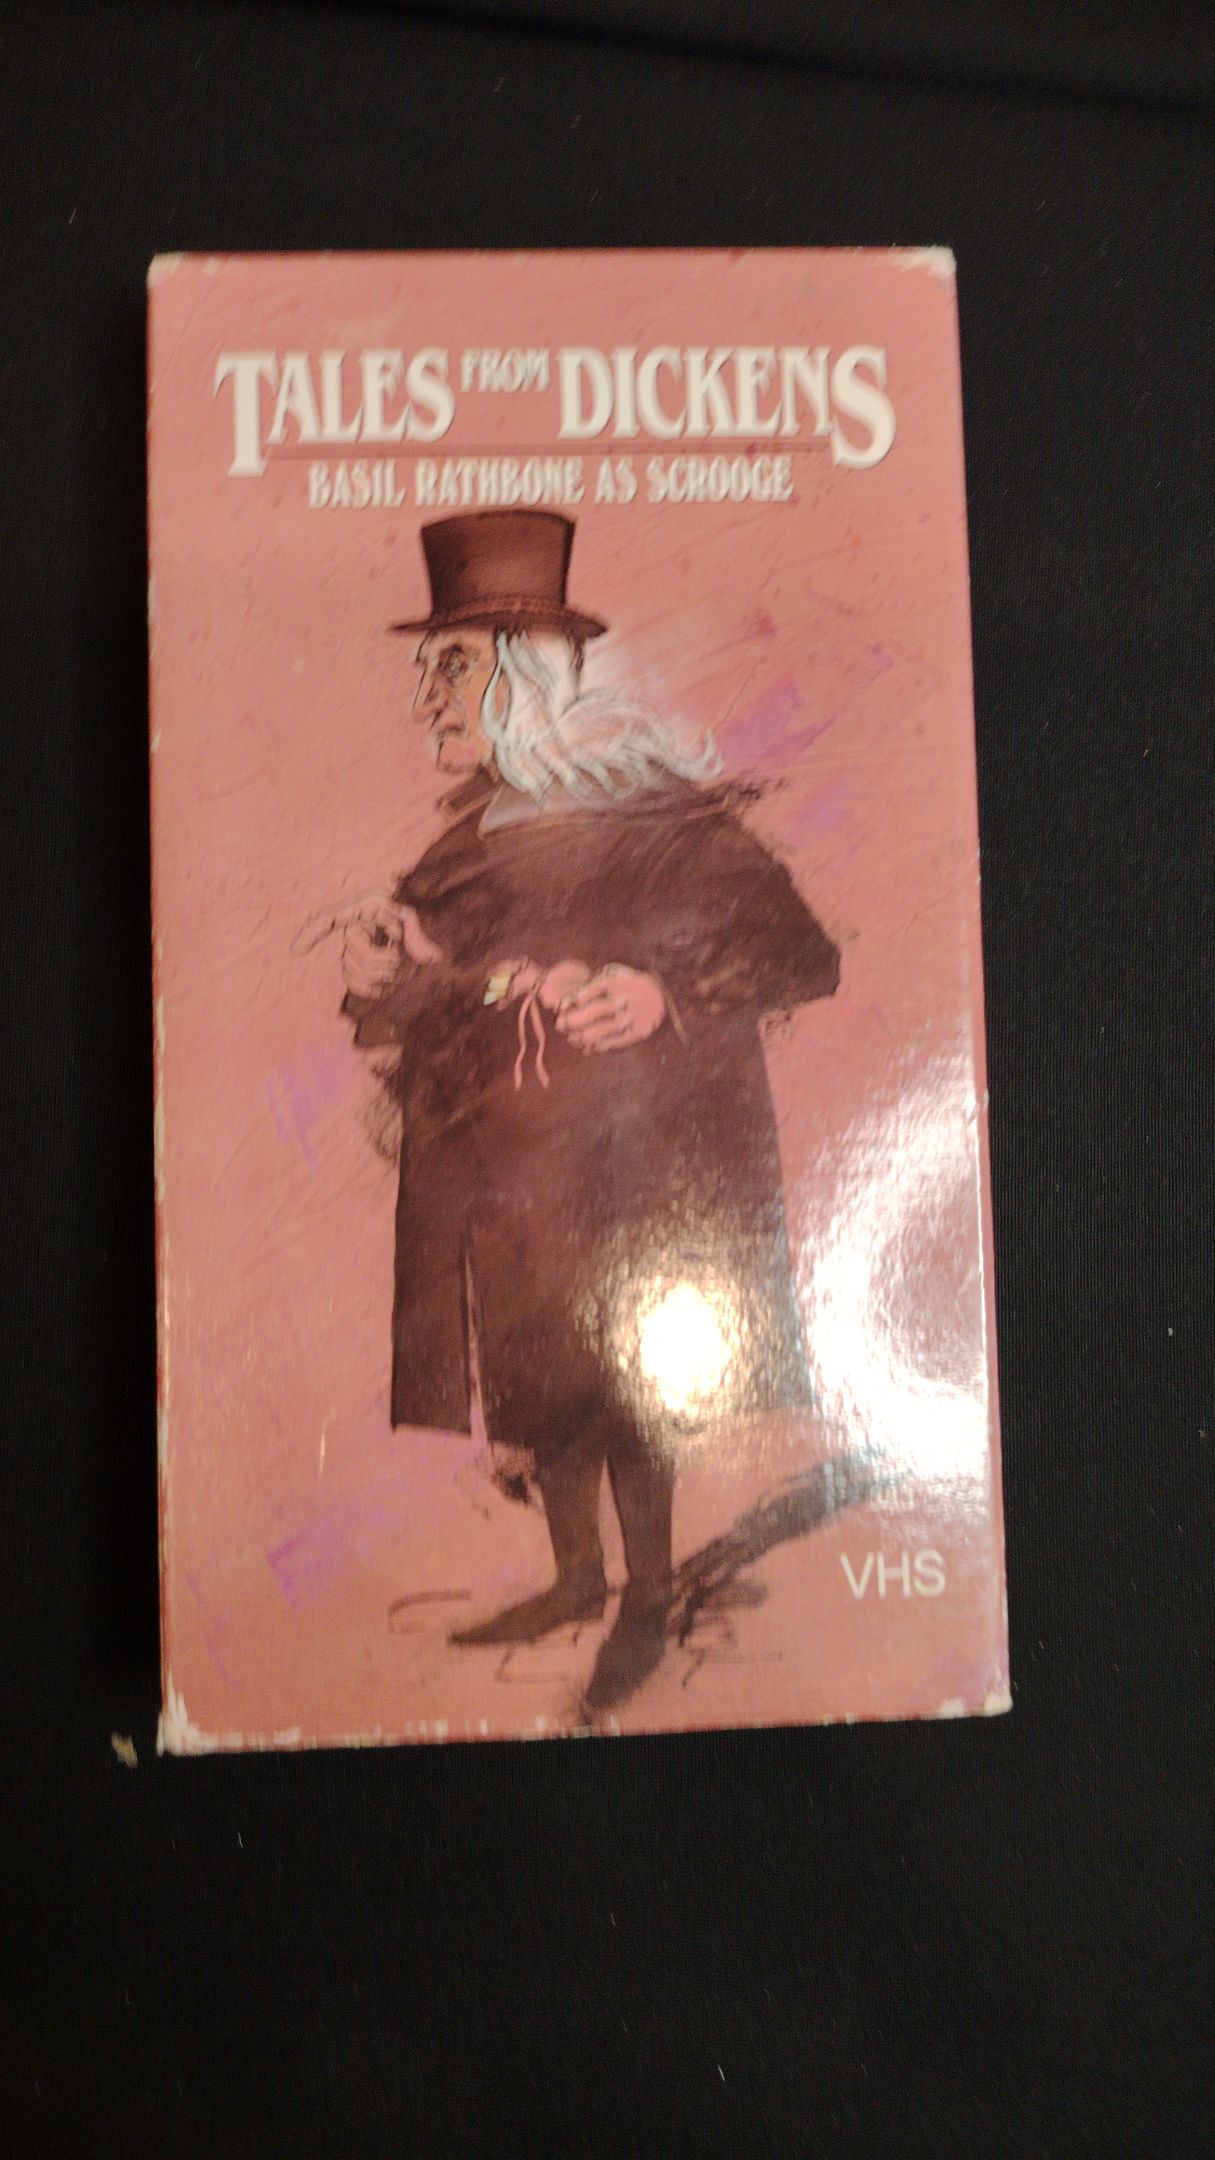 TALES FROM DICKENS
BASIL RATHBONE AS SCROOGE
VHS